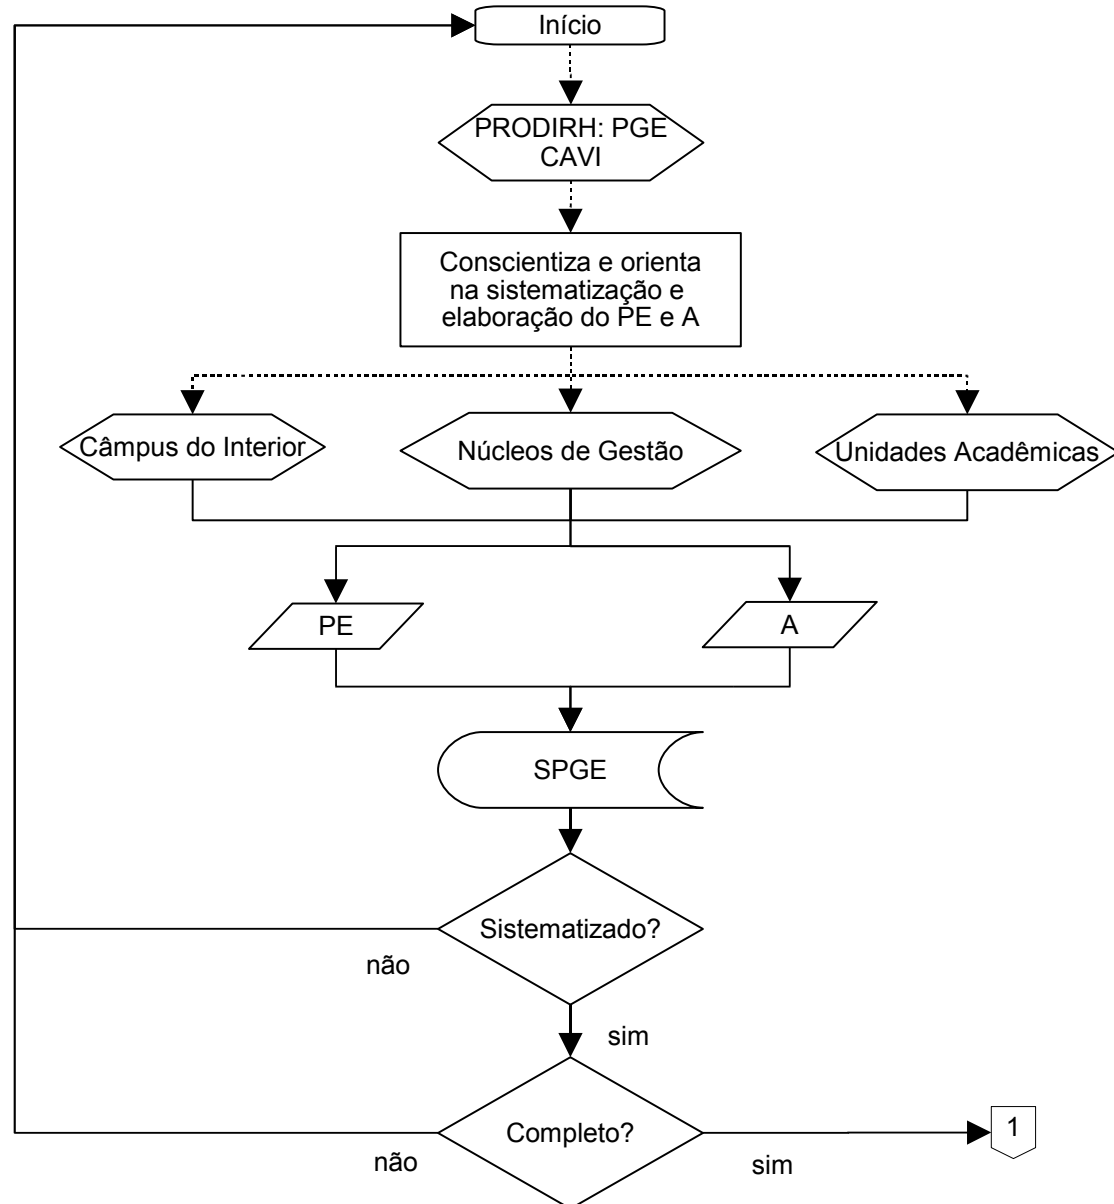 Início
PRODIRH: PGE
CAVI
Conscientiza e orienta
na sistematização e
elaboração do PE e A
Câmpus do Interior
Núcleos de Gestão
Unidades Acadêmicas
PE
A
SPGE
Sistematizado?
não
sim
Completo?
1
não
sim